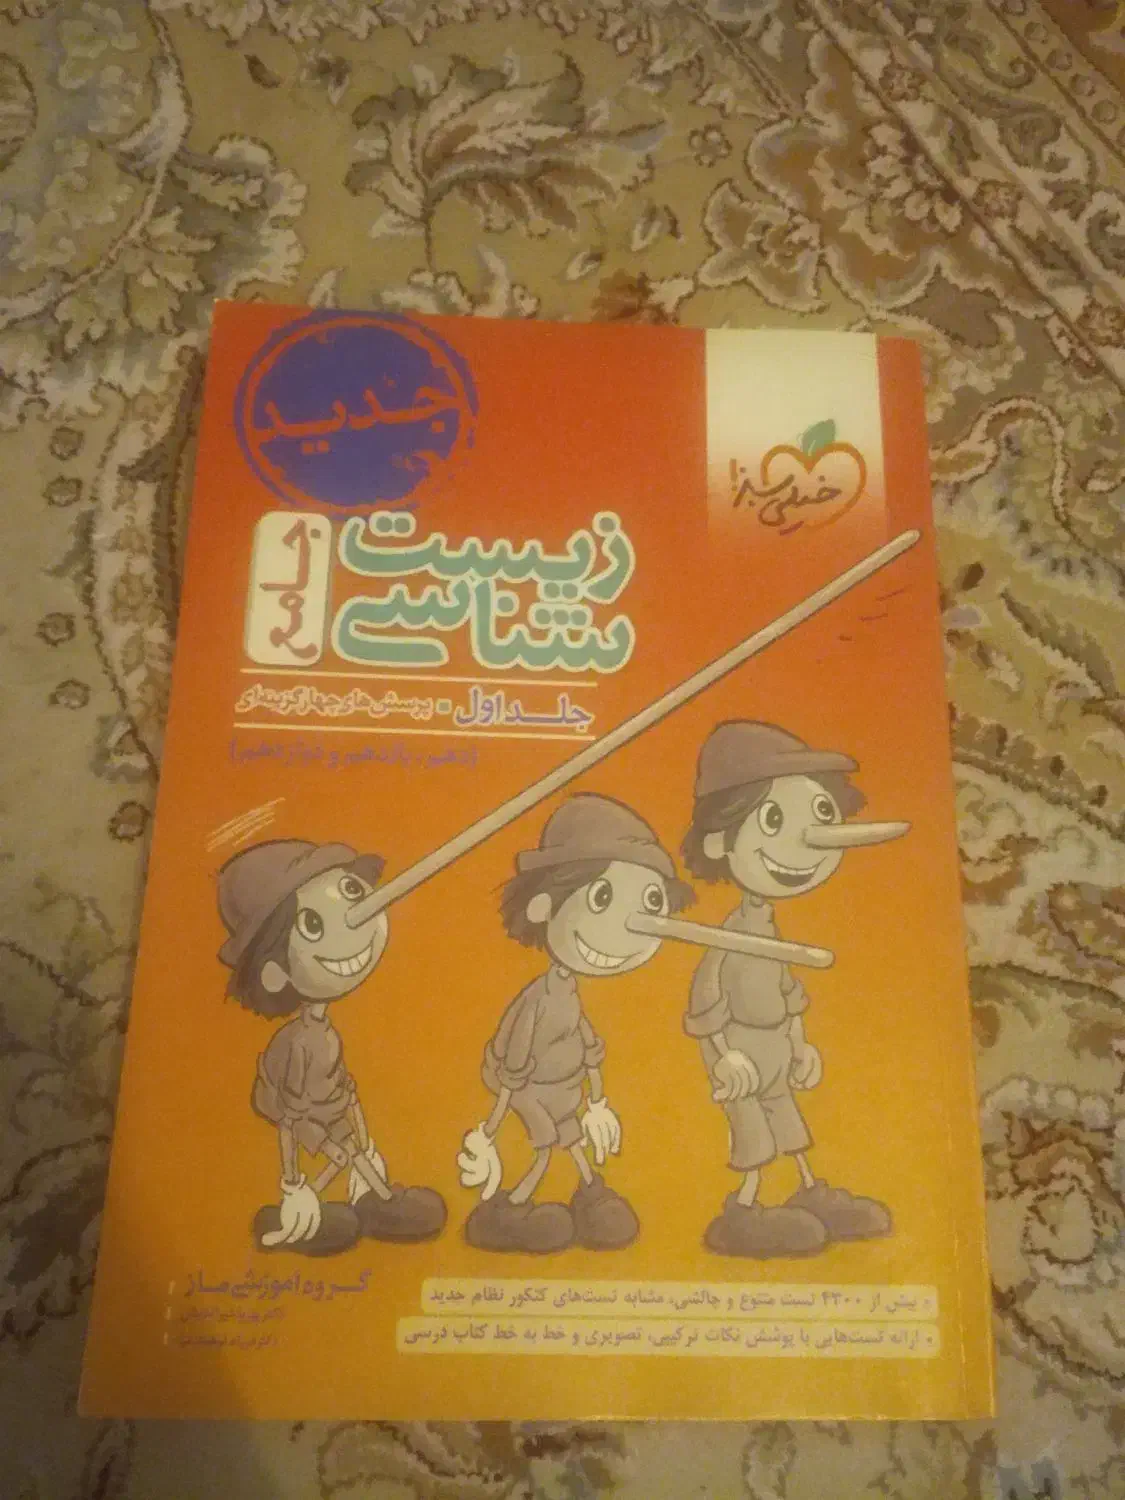 جدید
خیلی سبز!
زیست
شناسی
جامع
جلد اول - پرسش‌های چهارگزینه‌ای
(دهم، یازدهم و دوازدهم)
گروه آموزشی ماز
دکتر
دکتر
بیش از ۴۳۰۰ تست متنوع و چالشی، مشابه تست‌های کنکور نظام جدید
ارائه تست‌هایی با پوشش نکات ترکیبی، تصویری و خط به خط کتاب درسی